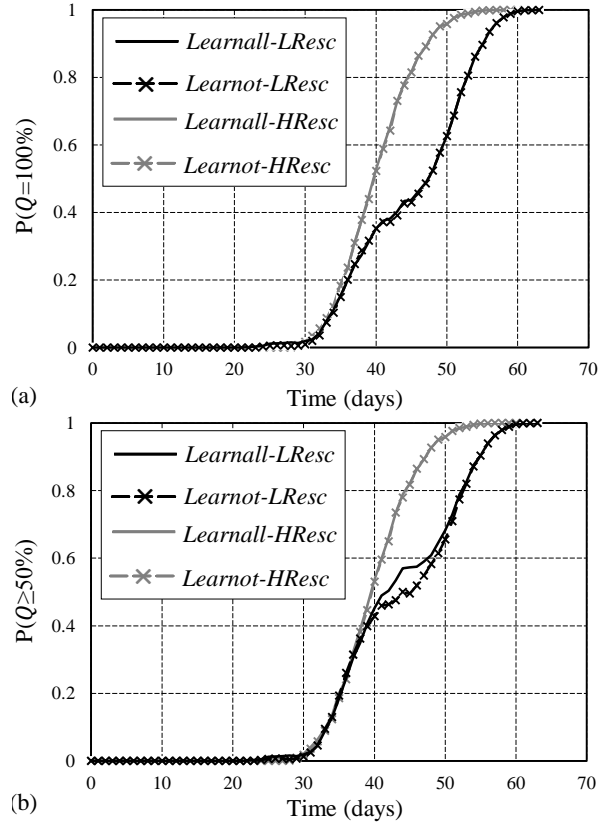 1
0.8
0.6
0.4
0.2
0
P(Q=100%)
Learnall-LResc
Learnot-LResc
Learnall-HResc
Learnot-HResc
0 10 20 30 40 50 60 70
Time (days)
(a)
1
0.8
0.6
0.4
0.2
0
P(Q≥50%)
Learnall-LResc
Learnot-LResc
Learnall-HResc
Learnot-HResc
0 10 20 30 40 50 60 70
Time (days)
(b)